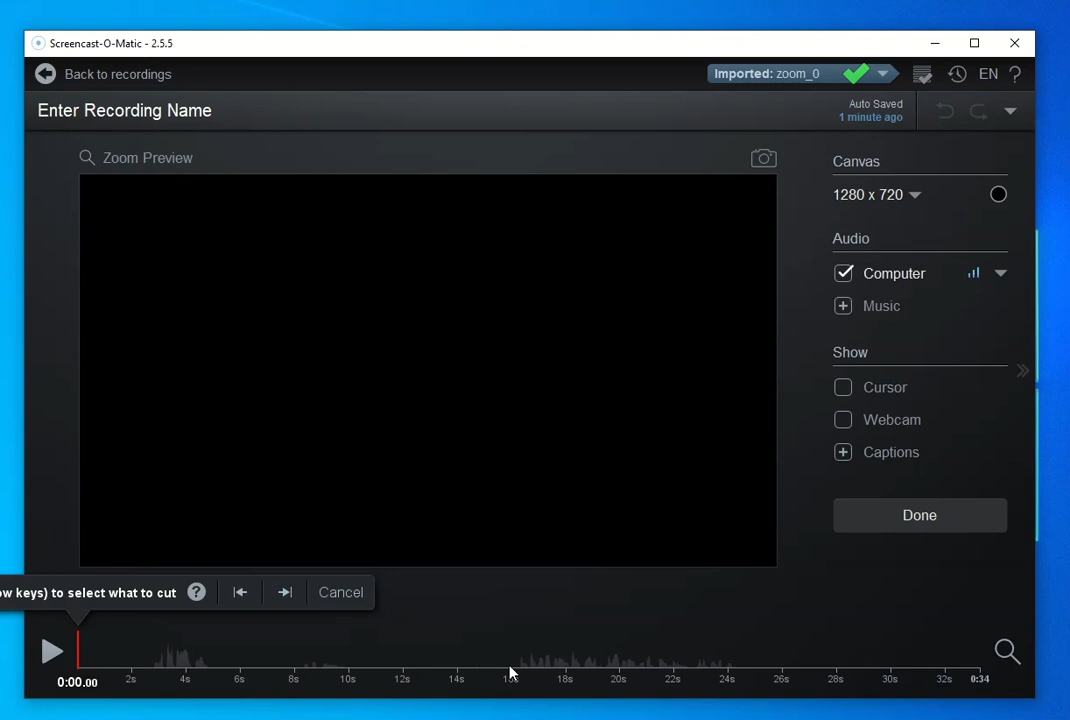 Screencast-O-Matic - 2.5.5
Back to recordings
Imported: zoom_0
EN ?
Enter Recording Name
Auto Saved
1 minute ago
Zoom Preview
Canvas
1280 x 720
Audio
Computer
Music
Show
Cursor
Webcam
Captions
Done
keys) to select what to cut ? Cancel
0:00.00 2s 4s 6s 8s 10s 12s 14s 18s 20s 22s 24s 26s 28s 30s 32s 0:34